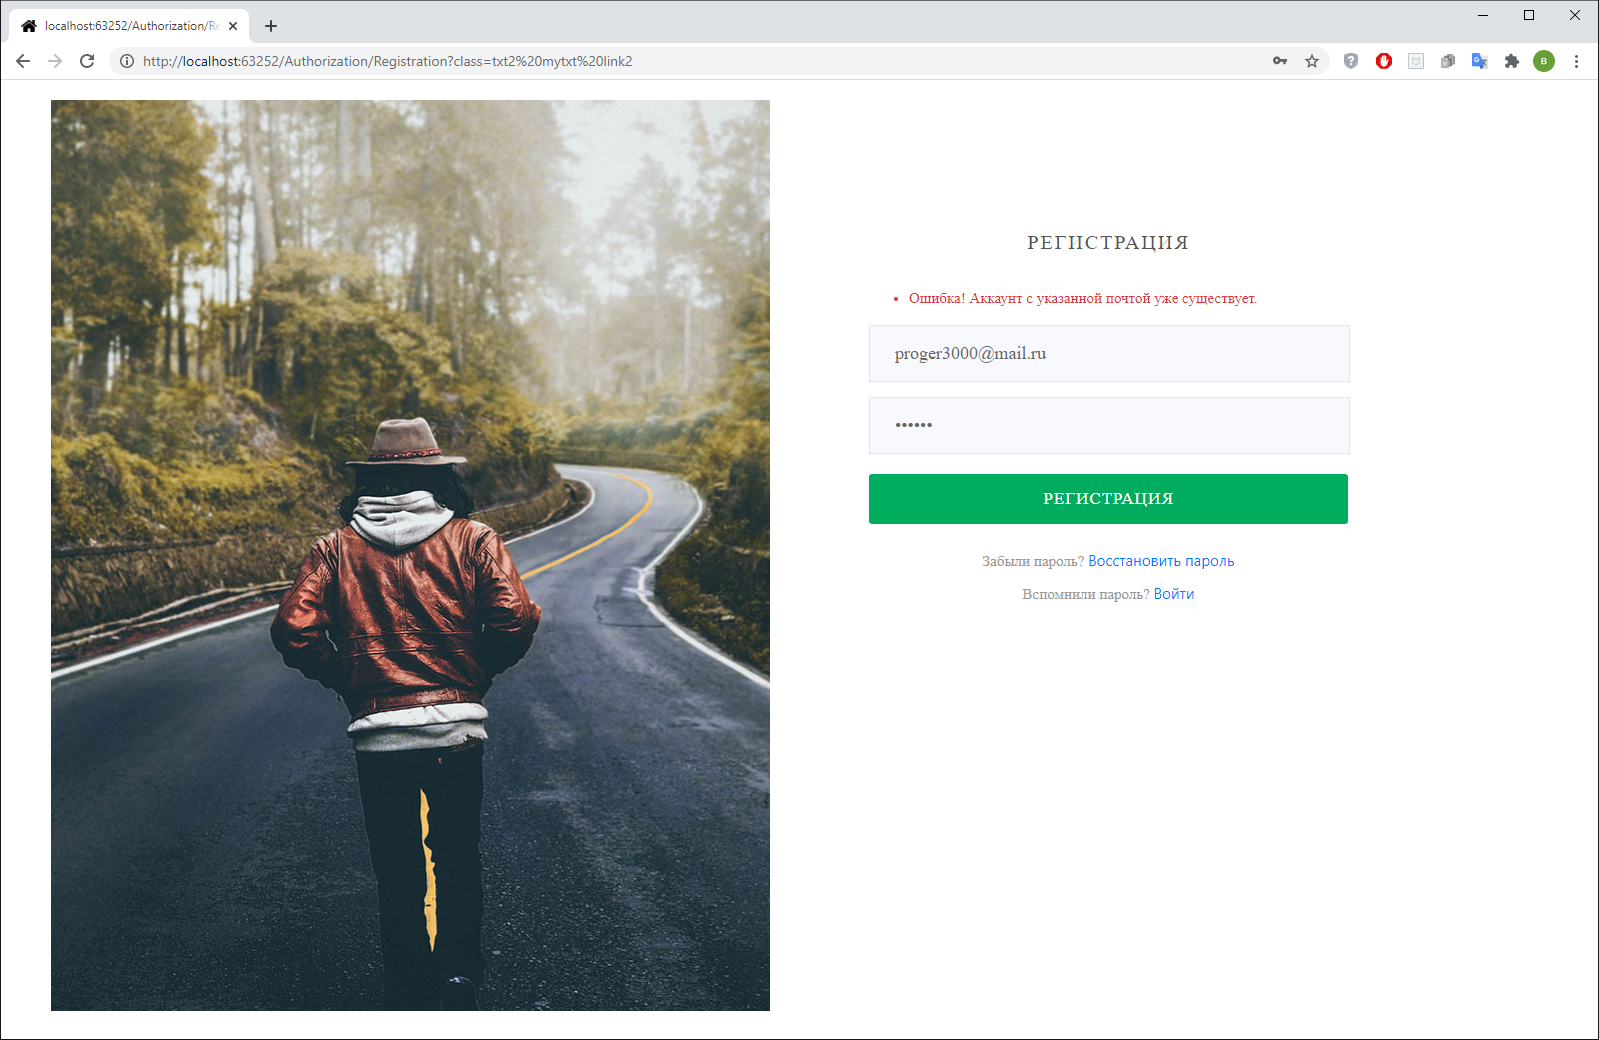 localhost:63252/Authorization/Re
http://localhost:63252/Authorization/Registration?class=txt2%20mytxt%20link2
B
РЕГИСТРАЦИЯ
• Ошибка! Аккаунт с указанной почтой уже существует.
proger3000@mail.ru
••••••
РЕГИСТРАЦИЯ
Забыли пароль? Восстановить пароль
Вспомнили пароль? Войти